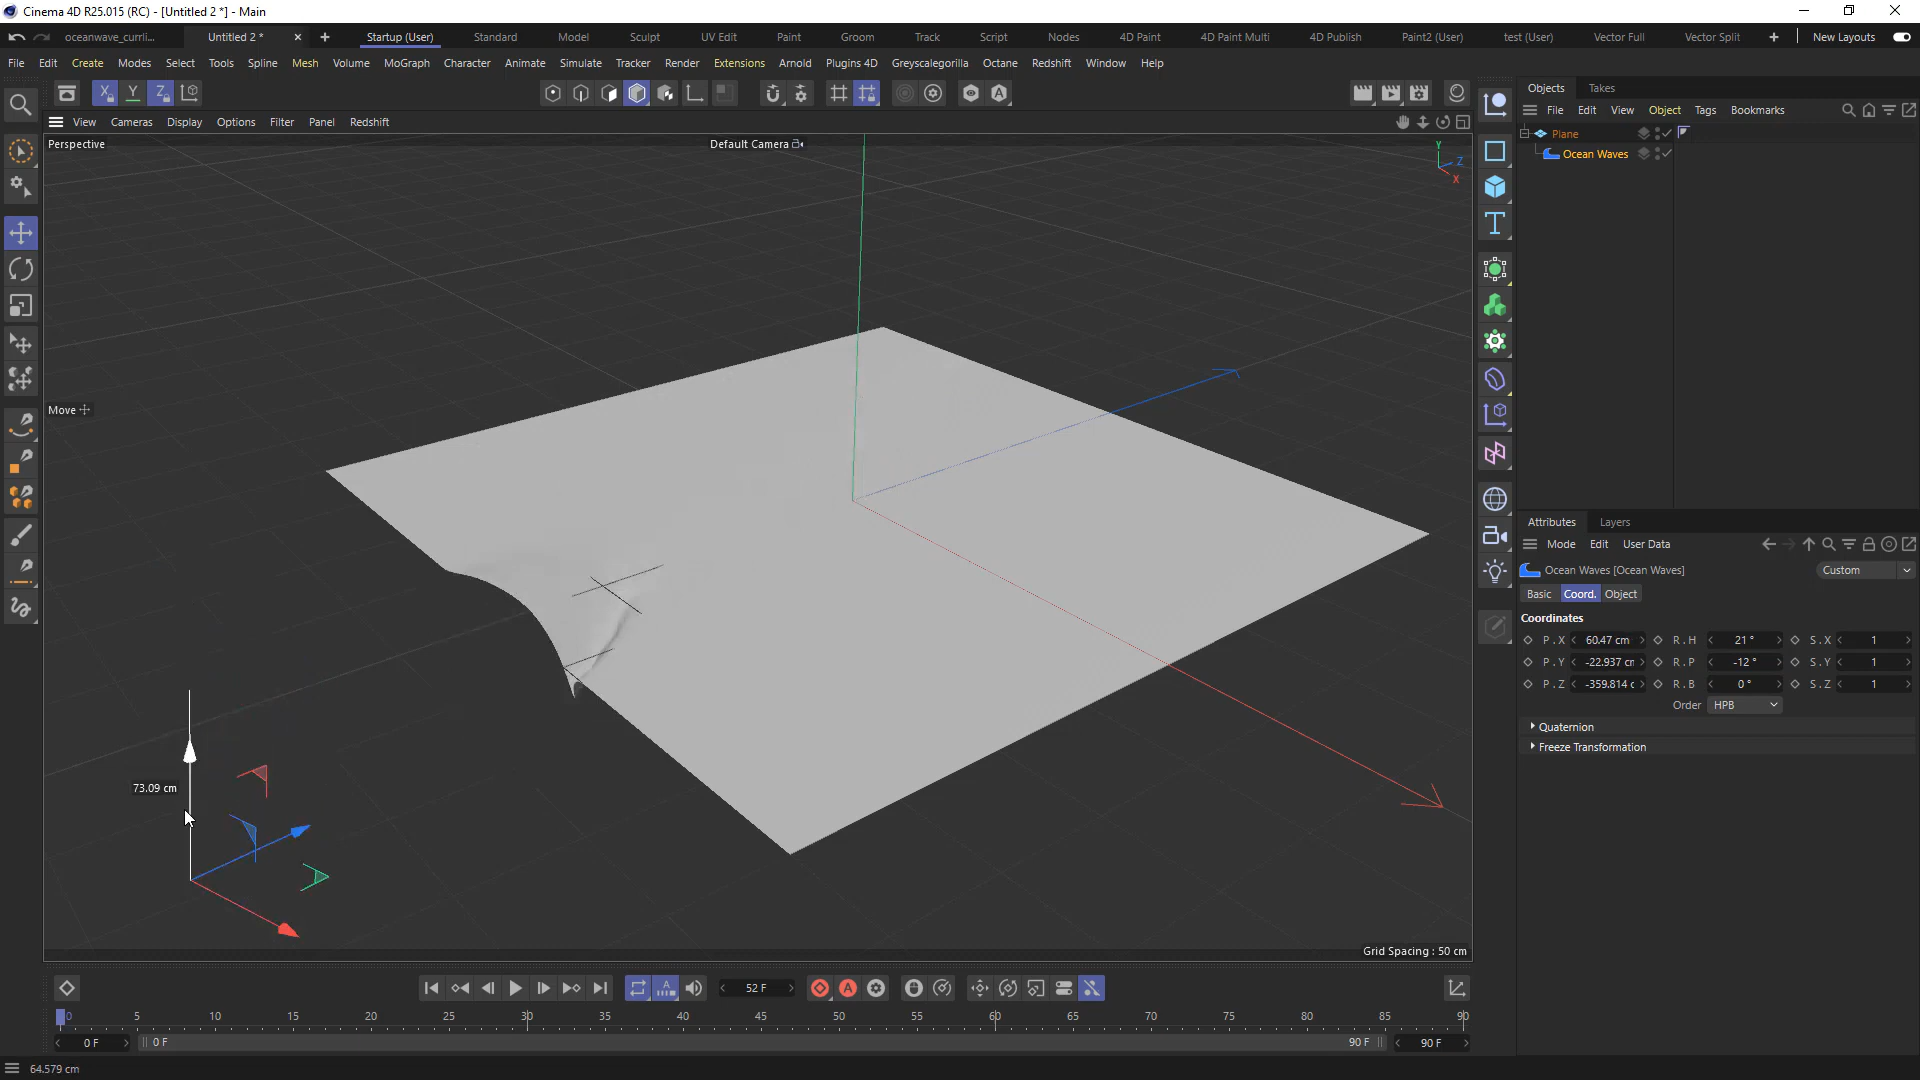 Cinema 4D R25.015 (RC) - [Untitled 2 *] - Main
oceanwave_currli... Untitled 2 * Startup (User) Standard Model Sculpt UV Edit Paint Groom Track Script Nodes 4D Paint 4D Paint Multi 4D Publish Paint2 (User) test (User) Vector Full Vector Split New Layouts
File Edit Create Modes Select Tools Spline Mesh Volume MoGraph Character Animate Simulate Tracker Render Extensions Arnold Plugins 4D Greyscalegorilla Octane Redshift Window Help
X Y Z
View Cameras Display Options Filter Panel Redshift
Perspective
Default Camera
Y
Z
X
Move
73.09 cm
Grid Spacing : 50 cm
Objects Takes
File Edit View Object Tags Bookmarks
Plane
Ocean Waves
Attributes Layers
Mode Edit User Data
Ocean Waves [Ocean Waves]
Custom
Basic Coord. Object
Coordinates
P . X 60.47 cm R . H 21 ° S . X 1
P . Y -22.937 cm R . P -12 ° S . Y 1
P . Z -359.814 c R . B 0 ° S . Z 1
Order HPB
Quaternion
Freeze Transformation
52 F
0 5 10 15 20 25 30 35 40 45 50 55 60 65 70 75 80 85 90
0 F 0 F 90 F 90 F
64.579 cm